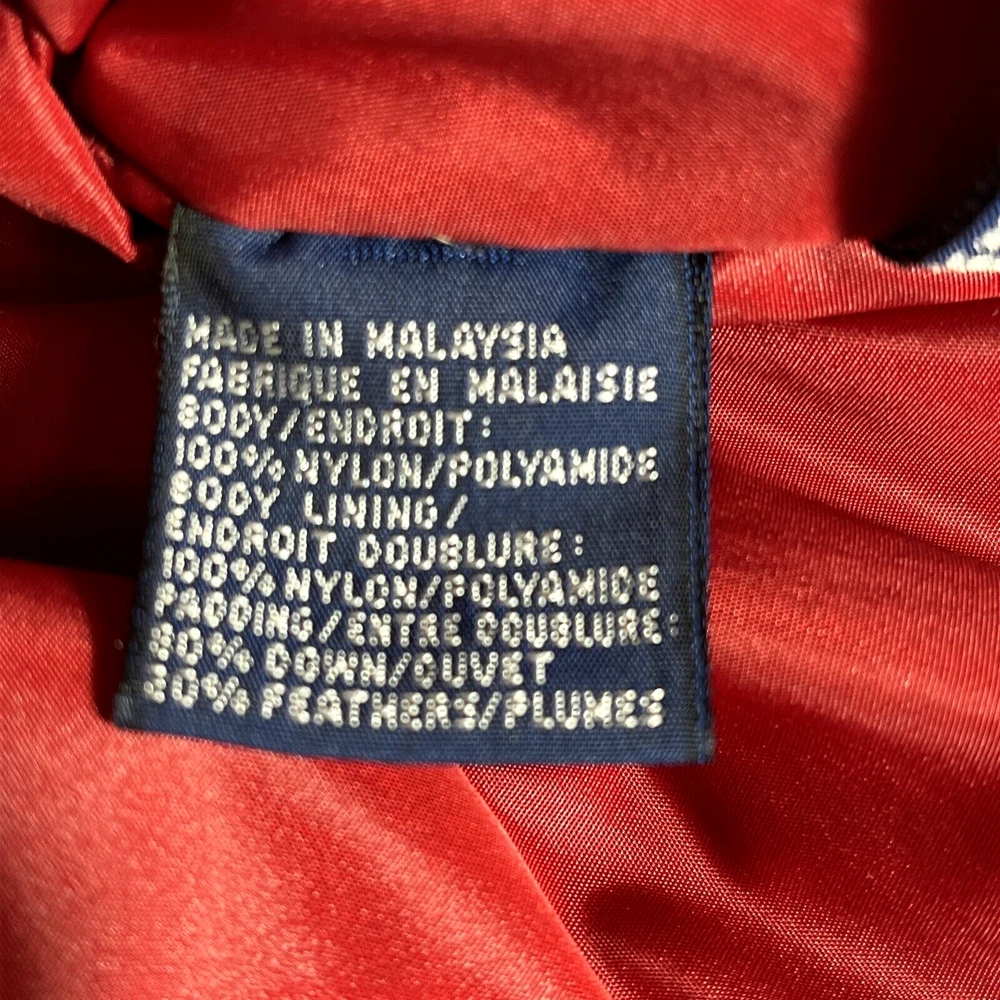 MADE IN MALAYSIA
FABRIQUE EN MALAISIE
BODY/ENDROIT:
100% NYLON/POLYAMIDE
BODY LINING/
ENDROIT DOUBLURE:
100% NYLON/POLYAMIDE
PADDING/ENTRE DOUBLURE:
80% DOWN/DUVET
20% FEATHERS/PLUMES